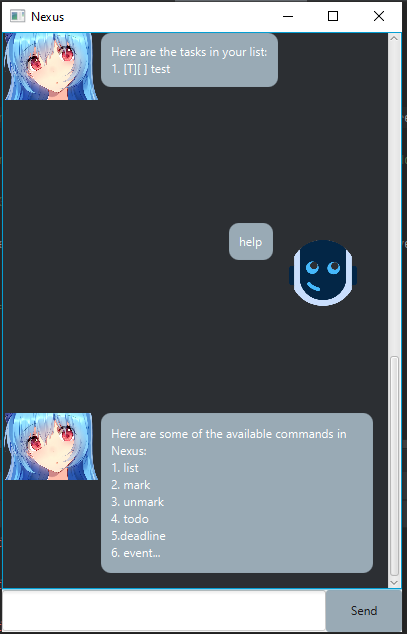 Nexus
Here are the tasks in your list:
1. [T][ ] test
help
Here are some of the available commands in
Nexus:
1. list
2. mark
3. unmark
4. todo
5.deadline
6. event...
Send